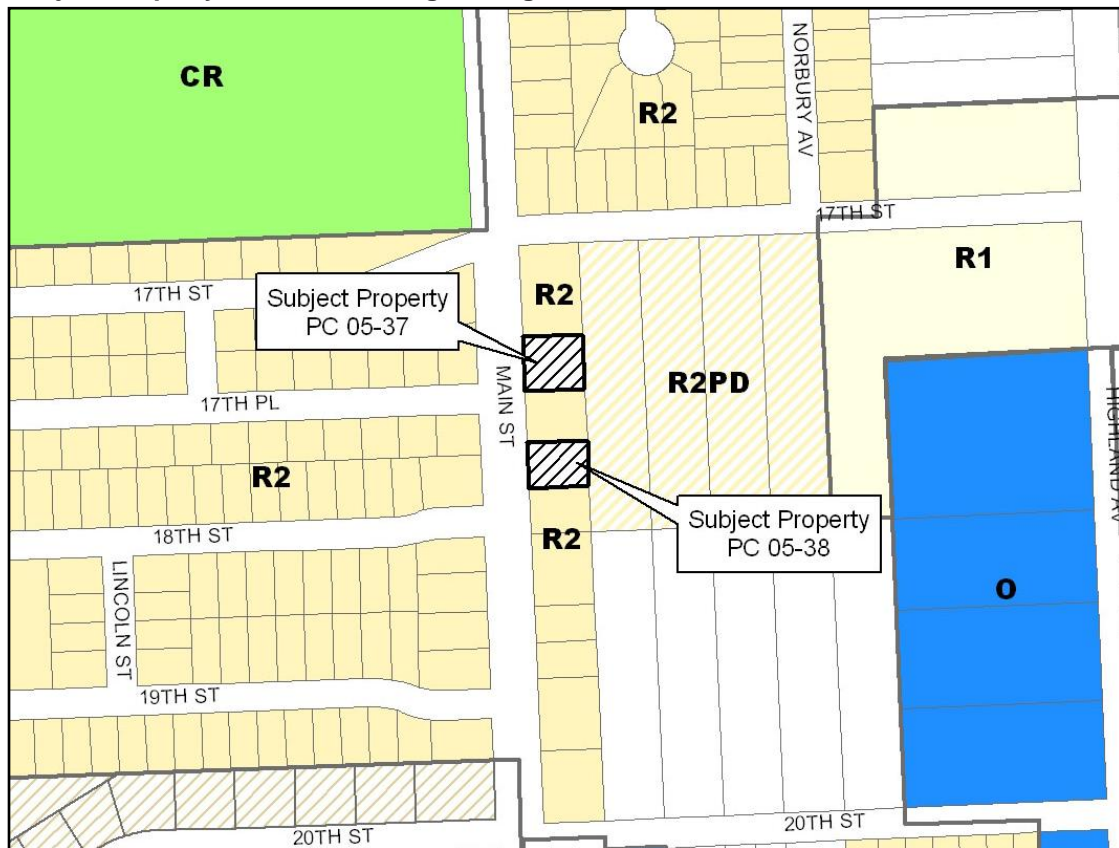 CR
R2
NORBURY AV
17TH ST
R1
17TH ST
Subject Property
PC 05-37
R2
MAIN ST
R2PD
HIGHLAND AV
17TH PL
R2
18TH ST
Subject Property
PC 05-38
R2
O
LINCOLN ST
19TH ST
20TH ST
20TH ST